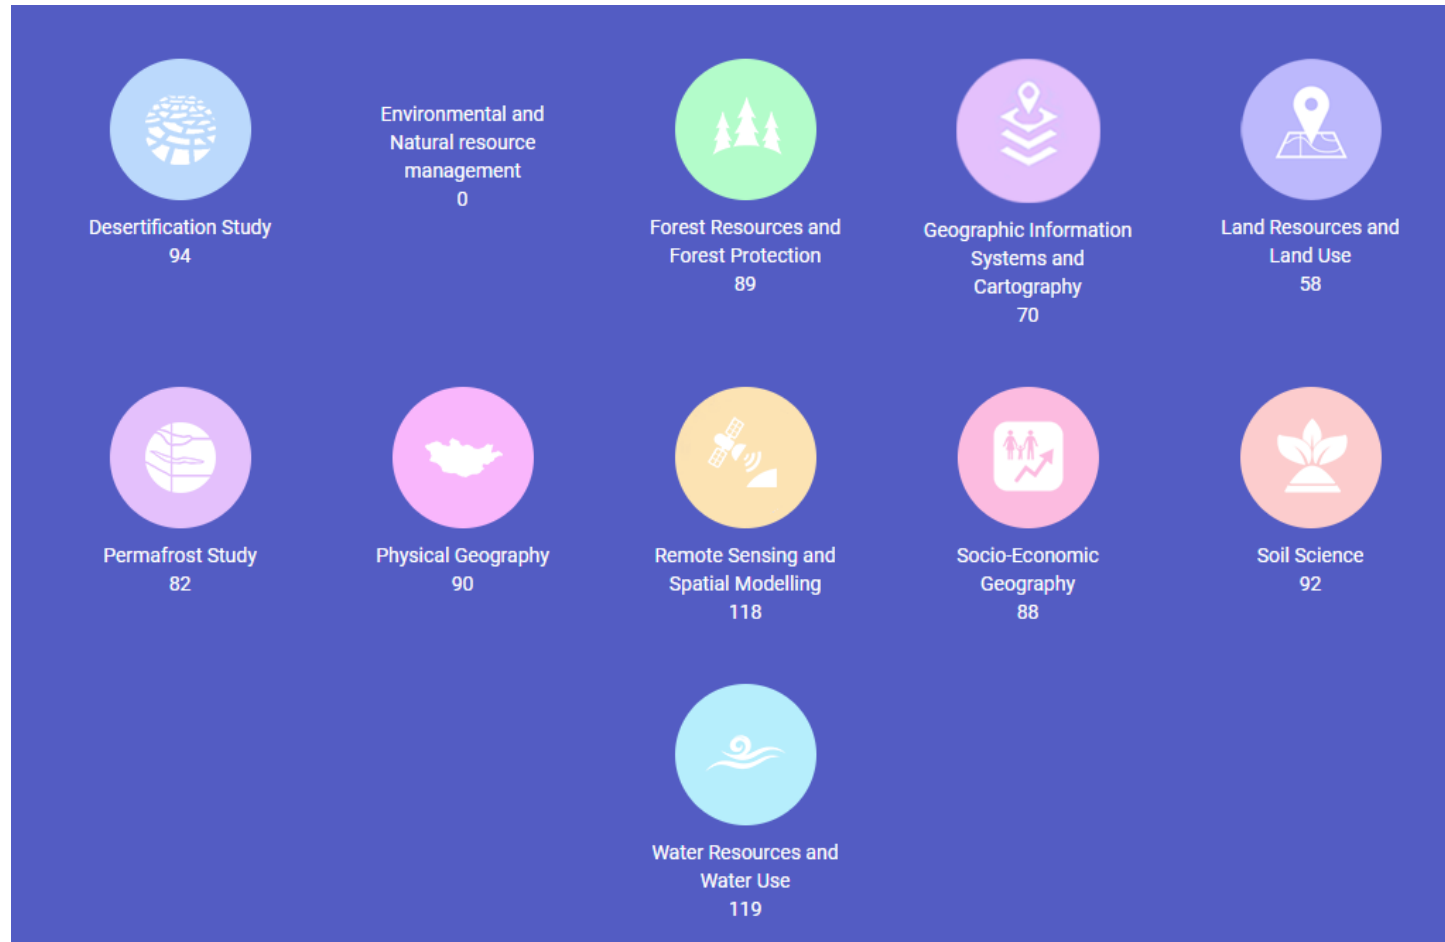 Desertification Study
94
Environmental and
Natural resource
management
0
Forest Resources and
Forest Protection
89
Geographic Information
Systems and
Cartography
70
Land Resources and
Land Use
58
Permafrost Study
82
Physical Geography
90
Remote Sensing and
Spatial Modelling
118
Socio-Economic
Geography
88
Soil Science
92
Water Resources and
Water Use
119